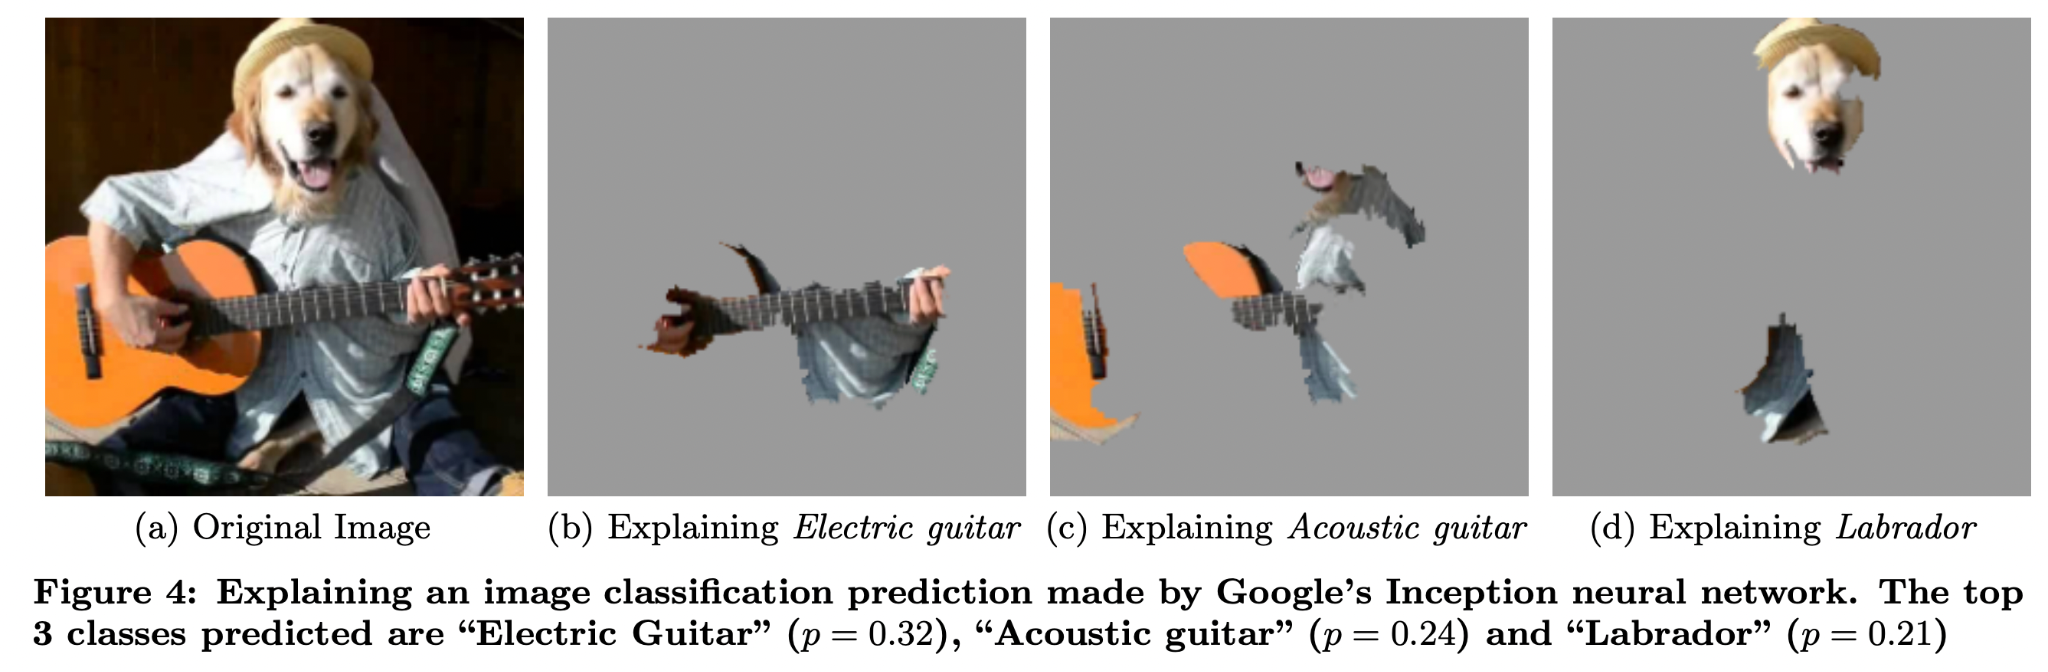 (a) Original Image
(b) Explaining Electric guitar
(c) Explaining Acoustic guitar
(d) Explaining Labrador
Figure 4: Explaining an image classification prediction made by Google's Inception neural network. The top
3 classes predicted are “Electric Guitar” (p = 0.32), “Acoustic guitar” (p = 0.24) and “Labrador” (p = 0.21)